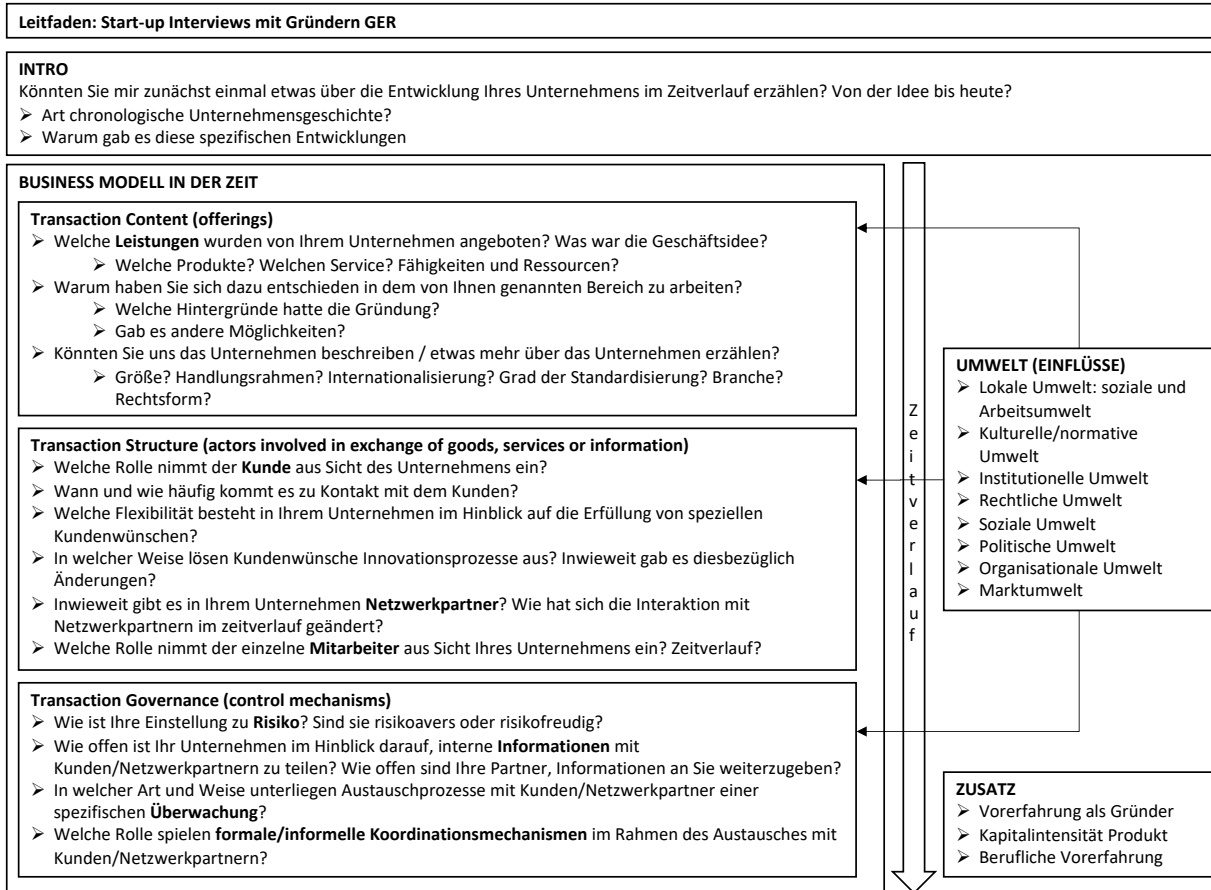 Leitfaden: Start-up Interviews mit Gründern GER
INTRO
Könnten Sie mir zunächst einmal etwas über die Entwicklung Ihres Unternehmens im Zeitverlauf erzählen? Von der Idee bis heute?
➢ Art chronologische Unternehmensgeschichte?
➢ Warum gab es diese spezifischen Entwicklungen
BUSINESS MODELL IN DER ZEIT
Transaction Content (offerings)
➢ Welche Leistungen wurden von Ihrem Unternehmen angeboten? Was war die Geschäftsidee?
➢ Welche Produkte? Welchen Service? Fähigkeiten und Ressourcen?
➢ Warum haben Sie sich dazu entschieden in dem von Ihnen genannten Bereich zu arbeiten?
➢ Welche Hintergründe hatte die Gründung?
➢ Gab es andere Möglichkeiten?
➢ Könnten Sie uns das Unternehmen beschreiben / etwas mehr über das Unternehmen erzählen?
➢ Größe? Handlungsrahmen? Internationalisierung? Grad der Standardisierung? Branche?
Rechtsform?
Transaction Structure (actors involved in exchange of goods, services or information)
➢ Welche Rolle nimmt der Kunde aus Sicht des Unternehmens ein?
➢ Wann und wie häufig kommt es zu Kontakt mit dem Kunden?
➢ Welche Flexibilität besteht in Ihrem Unternehmen im Hinblick auf die Erfüllung von speziellen
Kundenwünschen?
➢ In welcher Weise lösen Kundenwünsche Innovationsprozesse aus? Inwieweit gab es diesbezüglich
Änderungen?
➢ Inwieweit gibt es in Ihrem Unternehmen Netzwerkpartner? Wie hat sich die Interaktion mit
Netzwerkpartnern im zeitverlauf geändert?
➢ Welche Rolle nimmt der einzelne Mitarbeiter aus Sicht Ihres Unternehmens ein? Zeitverlauf?
Transaction Governance (control mechanisms)
➢ Wie ist Ihre Einstellung zu Risiko? Sind sie risikoavers oder risikofreudig?
➢ Wie offen ist Ihr Unternehmen im Hinblick darauf, interne Informationen mit
Kunden/Netzwerkpartnern zu teilen? Wie offen sind Ihre Partner, Informationen an Sie weiterzugeben?
➢ In welcher Art und Weise unterliegen Austauschprozesse mit Kunden/Netzwerkpartner einer
spezifischen Überwachung?
➢ Welche Rolle spielen formale/informelle Koordinationsmechanismen im Rahmen des Austausches mit
Kunden/Netzwerkpartnern?
Zeitverlauf
UMWELT (EINFLÜSSE)
➢ Lokale Umwelt: soziale und
Arbeitsumwelt
➢ Kulturelle/normative
Umwelt
➢ Institutionelle Umwelt
➢ Rechtliche Umwelt
➢ Soziale Umwelt
➢ Politische Umwelt
➢ Organisationale Umwelt
➢ Marktumwelt
ZUSATZ
➢ Vorerfahrung als Gründer
➢ Kapitalintensität Produkt
➢ Berufliche Vorerfahrung